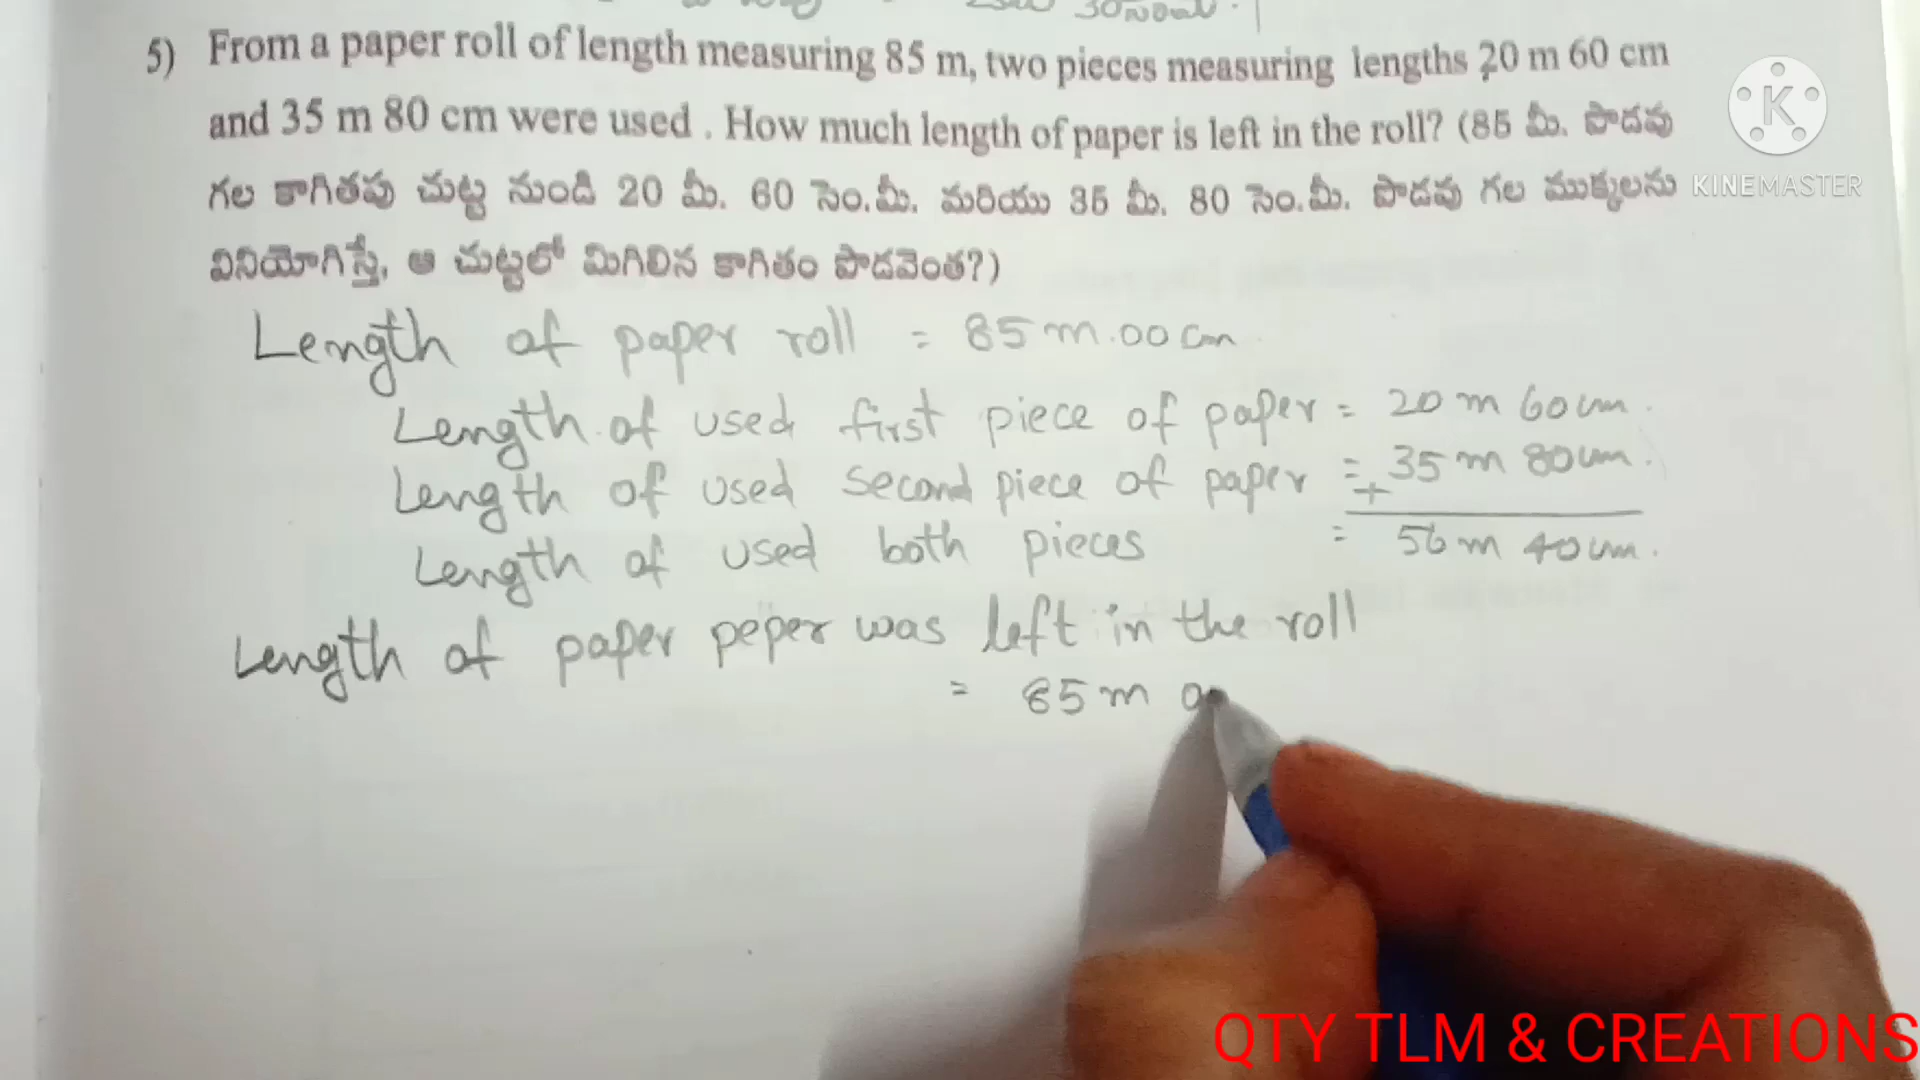 5) From a paper roll of length measuring 85 m, two pieces measuring lengths 20 m 60 cm
and 35 m 80 cm were used . How much length of paper is left in the roll? (85 మీ. పొడవు
గల కాగితపు చుట్ట నుండి 20 మీ. 60 సెం.మీ. మరియు 35 మీ. 80 సెం.మీ. పొడవు గల ముక్కలను
వినియోగిస్తే, ఆ చుట్టలో మిగిలిన కాగితం పొడవెంత?)
Length of paper roll = 85 m.00 cm
Length of used first piece of paper = 20 m 60 cm.
Length of used second piece of paper = + 35 m 80 cm.
Length of used both pieces = 56 m 40 cm.
Length of paper peper was left in the roll
= 85 m
K
KINEMASTER
QTY TLM & CREATIONS